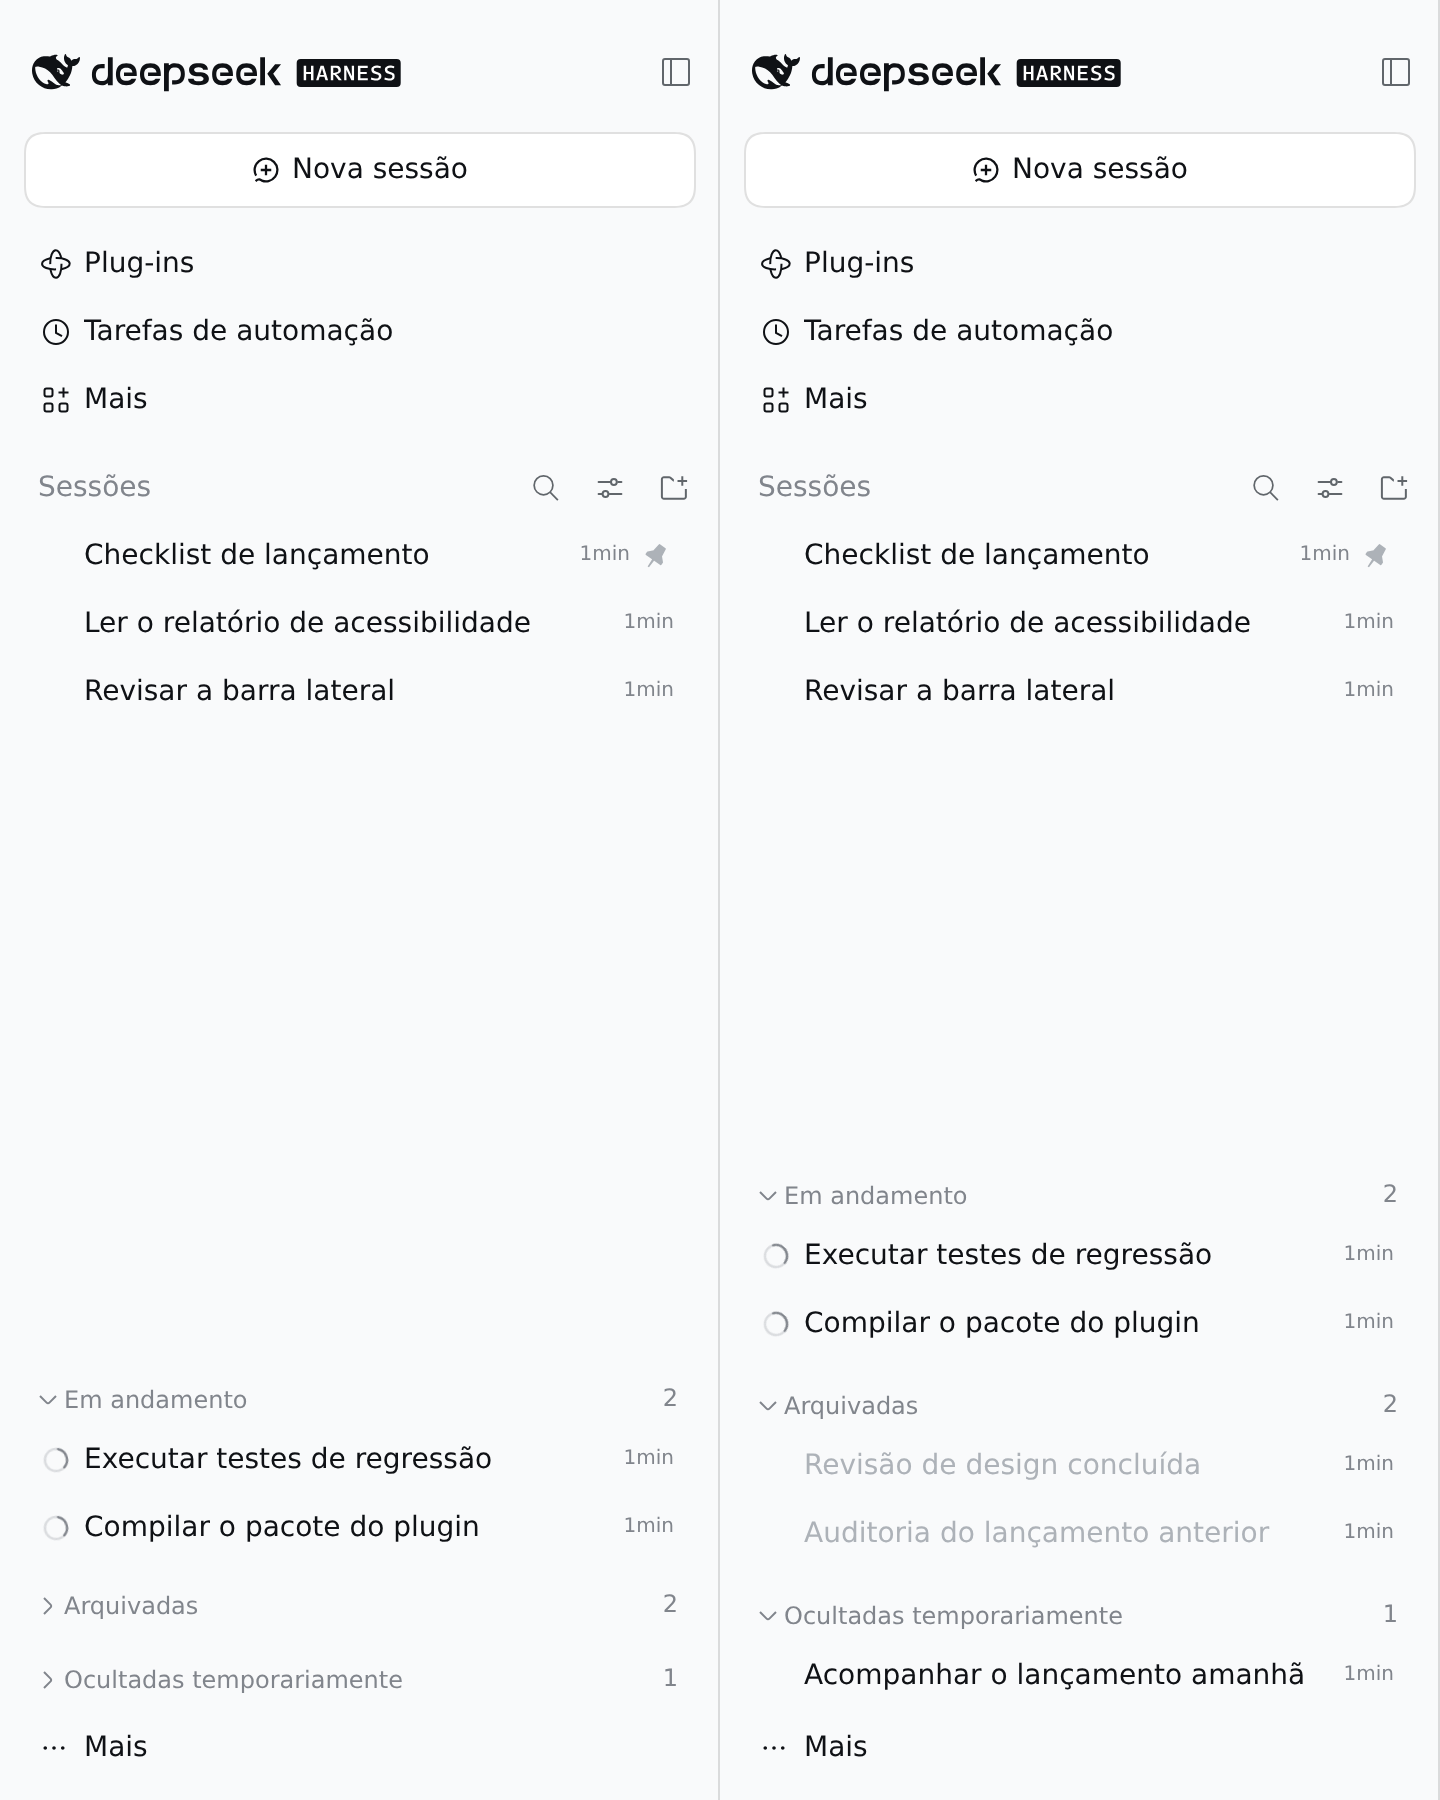 deepseek HARNESS
Nova sessão
Plug-ins
Tarefas de automação
Mais
Sessões
Checklist de lançamento 1min
Ler o relatório de acessibilidade 1min
Revisar a barra lateral 1min
Em andamento 2
Executar testes de regressão 1min
Compilar o pacote do plugin 1min
Arquivadas 2
Ocultadas temporariamente 1
Mais
deepseek HARNESS
Nova sessão
Plug-ins
Tarefas de automação
Mais
Sessões
Checklist de lançamento 1min
Ler o relatório de acessibilidade 1min
Revisar a barra lateral 1min
Em andamento 2
Executar testes de regressão 1min
Compilar o pacote do plugin 1min
Arquivadas 2
Revisão de design concluída 1min
Auditoria do lançamento anterior 1min
Ocultadas temporariamente 1
Acompanhar o lançamento amanhã 1min
Mais